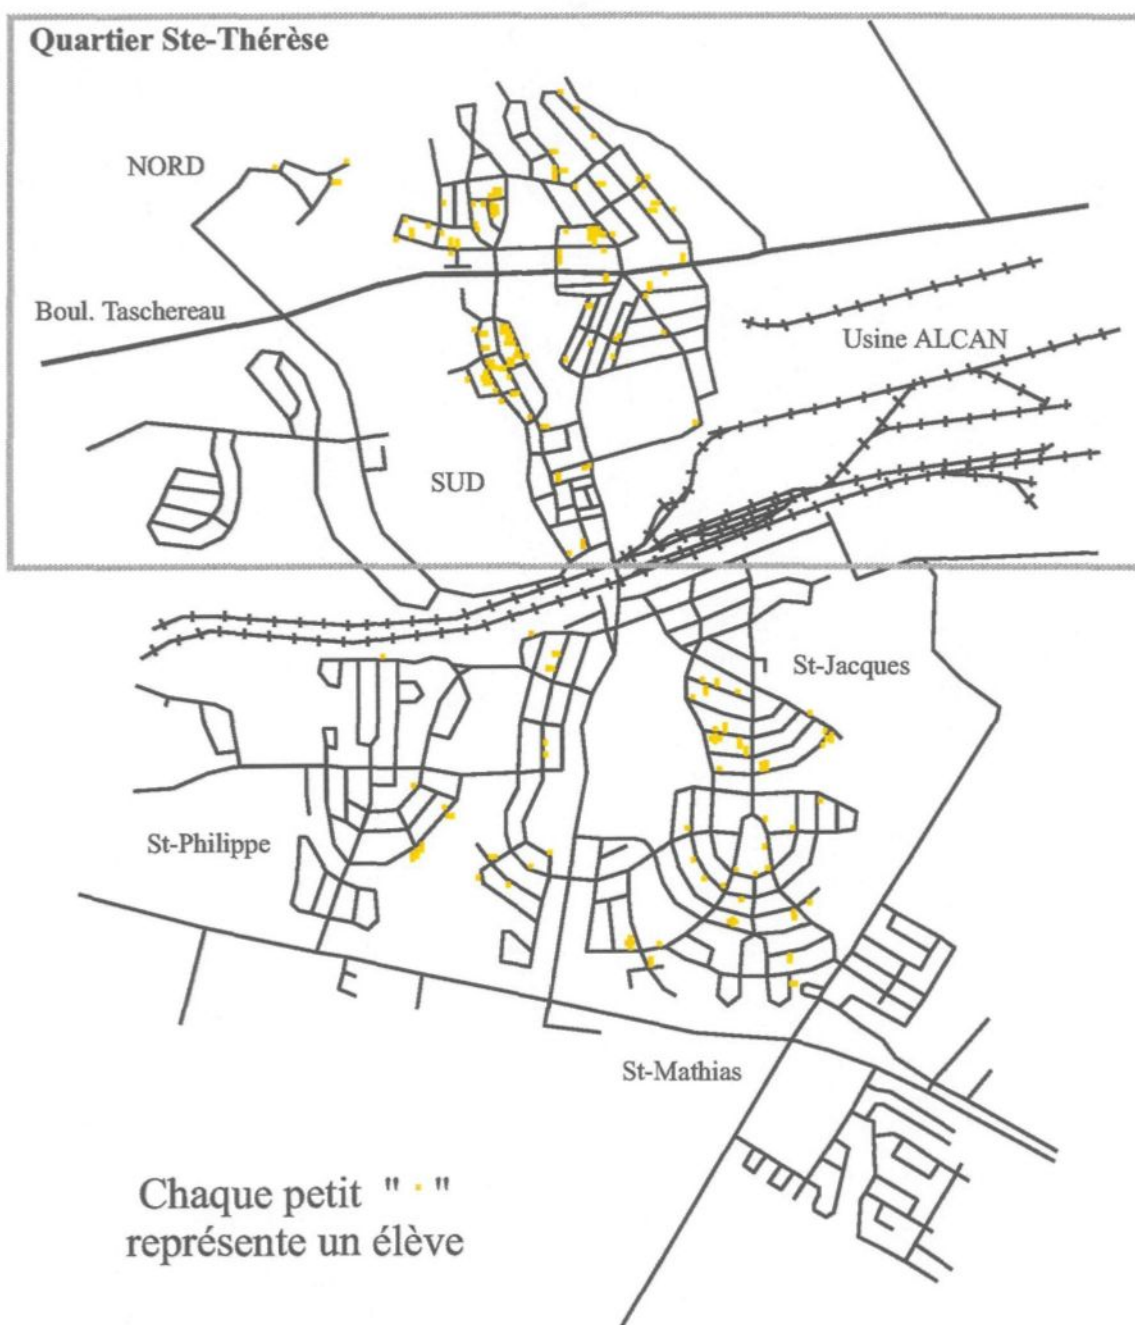 Quartier Ste-Thérèse
NORD
Boul. Taschereau
Usine ALCAN
SUD
St-Jacques
St-Philippe
St-Mathias
Chaque petit " · "
représente un élève